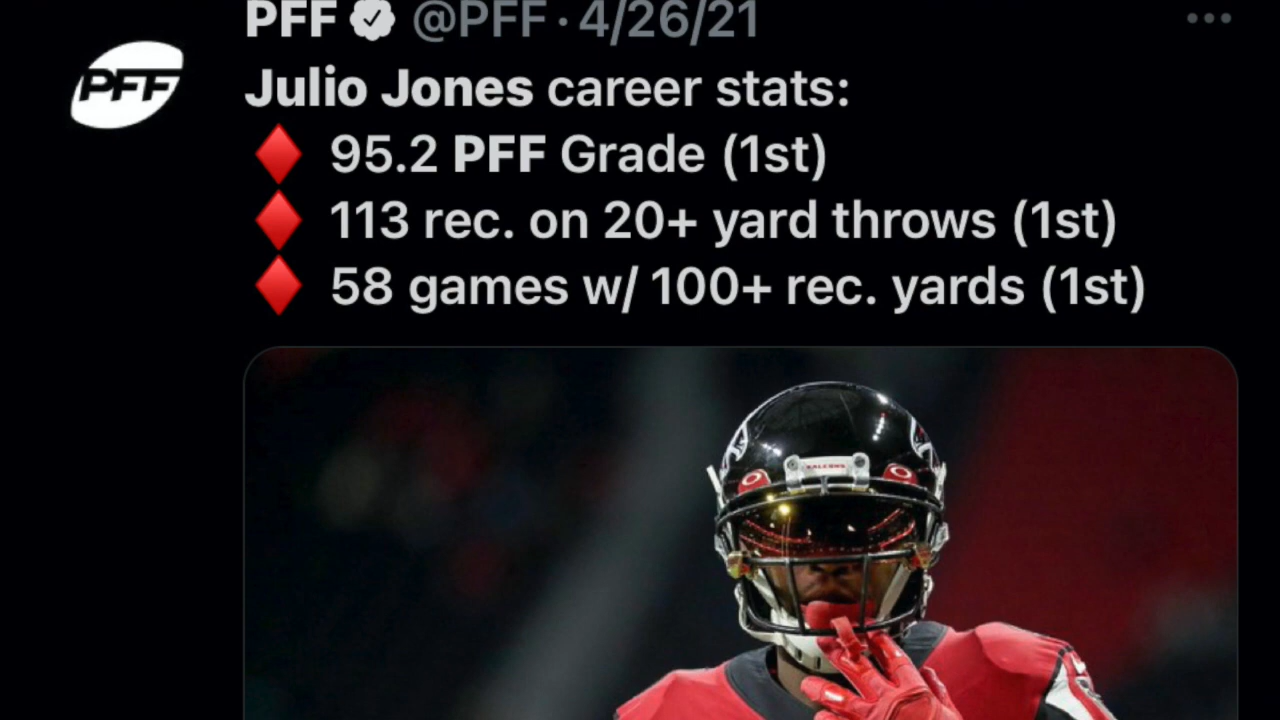 PFF @PFF · 4/26/21
PFF
Julio Jones career stats:
♦️ 95.2 PFF Grade (1st)
♦️ 113 rec. on 20+ yard throws (1st)
♦️ 58 games w/ 100+ rec. yards (1st)
FALCONS